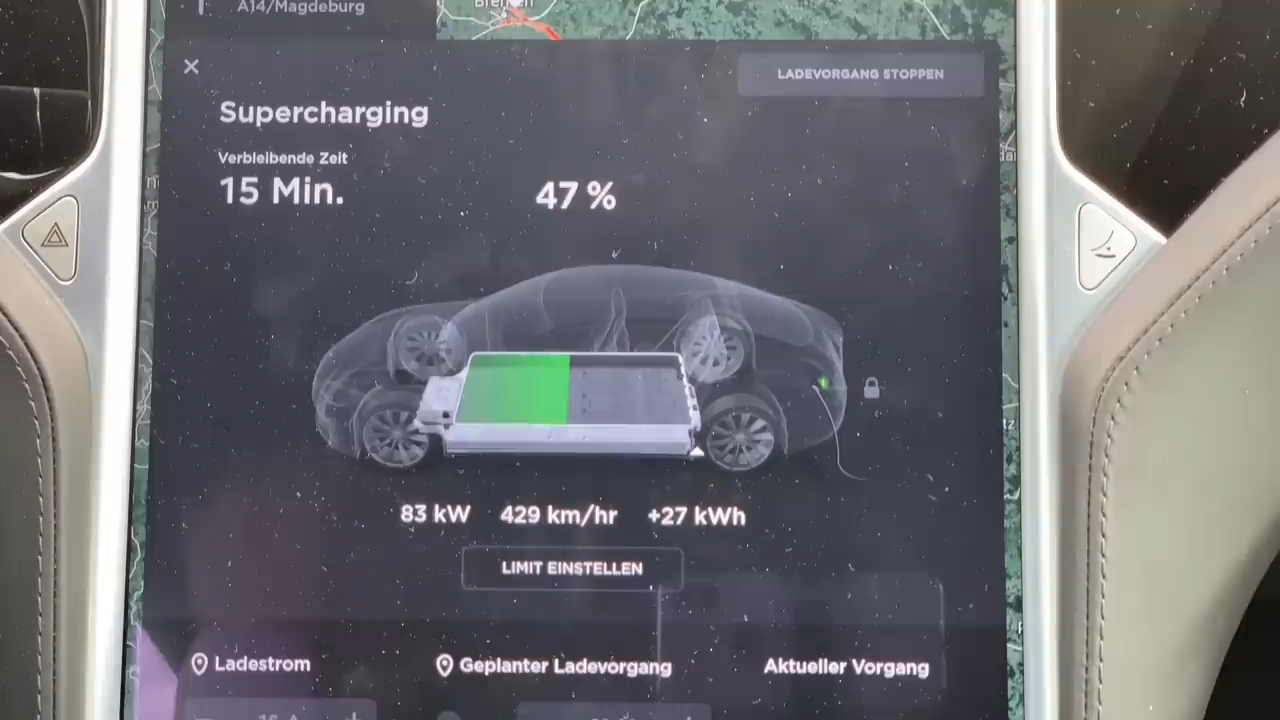 A14/Magdeburg
Bremen
LADEVORGANG STOPPEN
Supercharging
Verbleibende Zeit
15 Min.
47 %
83 kW 429 km/hr +27 kWh
LIMIT EINSTELLEN
Ladestrom
Geplanter Ladevorgang
Aktueller Vorgang